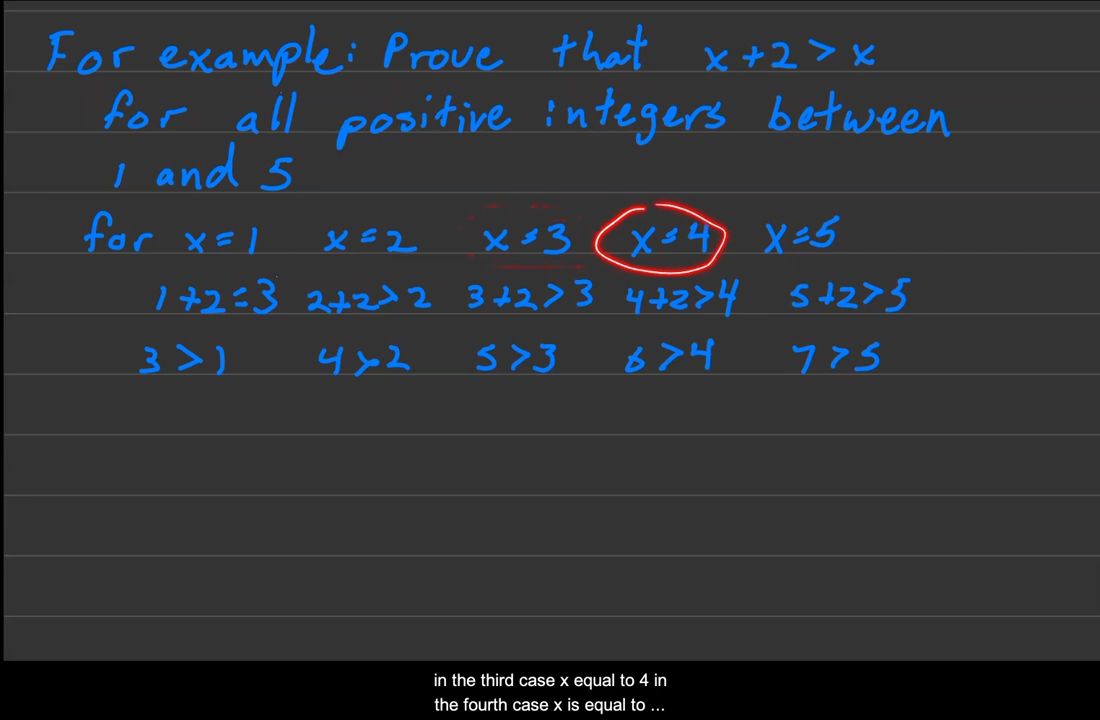 For example: Prove that x+2>x
for all positive integers between
1 and 5
for x=1 x=2 x=3 x=4 x=5
1+2=3 2+2>2 3+2>3 4+2>4 5+2>5
3>1 4>2 5>3 6>4 7>5
in the third case x equal to 4 in
the fourth case x is equal to ...